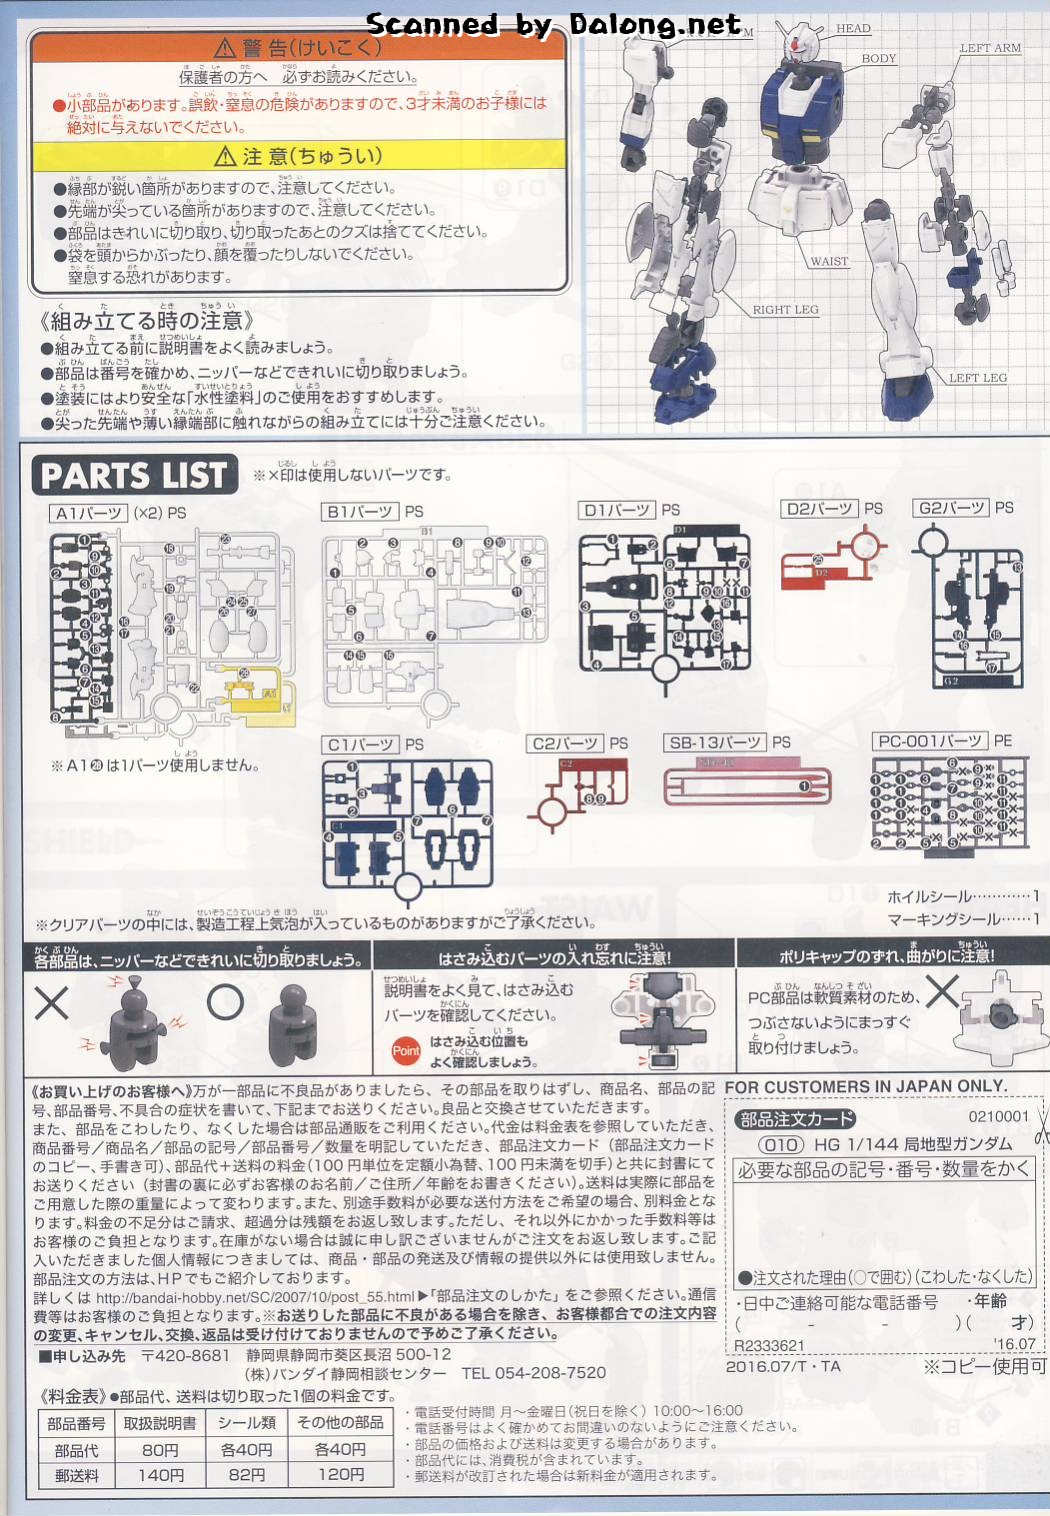 Scanned by Dalong.net
⚠ 警告(けいこく)
保護者の方へ 必ずお読みください。
●小部品があります。誤飲・窒息の危険がありますので、3才未満のお子様には
絶対に与えないでください。
⚠ 注意(ちゅうい)
●縁部が鋭い箇所がありますので、注意してください。
●先端が尖っている箇所がありますので、注意してください。
●部品はきれいに切り取り、切り取ったあとのクズは捨ててください。
●袋を頭からかぶったり、顔を覆ったりしないでください。
窒息する恐れがあります。
《組み立てる時の注意》
●組み立てる前に説明書をよく読みましょう。
●部品は番号を確かめ、ニッパーなどできれいに切り取りましょう。
●塗装にはより安全な「水性塗料」のご使用をおすすめします。
●尖った先端や薄い縁端部に触れながらの組み立てには十分ご注意ください。
HEAD
BODY
LEFT ARM
WAIST
RIGHT LEG
LEFT LEG
PARTS LIST ※×印は使用しないパーツです。
A1パーツ (×2) PS
B1パーツ PS
D1パーツ PS
D2パーツ PS
G2パーツ PS
※A1㉘は1パーツ使用しません。
C1パーツ PS
C2パーツ PS
SB-13パーツ PS
PC-001パーツ PE
ホイルシール…………1
マーキングシール……1
※クリアパーツの中には、製造工程上気泡が入っているものがありますがご了承ください。
各部品は、ニッパーなどできれいに切り取りましょう。
はさみ込むパーツの入れ忘れに注意!
説明書をよく見て、はさみ込む
パーツを確認してください。
Point はさみ込む位置も
よく確認しましょう。
ポリキャップのずれ、曲がりに注意!
PC部品は軟質素材のため、
つぶさないようにまっすぐ
取り付けましょう。
《お買い上げのお客様へ》万が一部品に不良品がありましたら、その部品を取りはずし、商品名、部品の記
号、部品番号、不具合の症状を書いて、下記までお送りください。良品と交換させていただきます。
また、部品をこわしたり、なくした場合は部品通販をご利用ください。代金は料金表を参照していただき、
商品番号／商品名／部品の記号／部品番号／数量を明記していただき、部品注文カード（部品注文カード
のコピー、手書き可）、部品代＋送料の料金（100円単位を定額小為替、100円未満を切手）と共に封書にて
お送りください（封書の裏に必ずお客様のお名前／ご住所／年齢をお書きください）。送料は実際に部品を
ご用意した際の重量によって変わります。また、別途手数料が必要な送付方法をご希望の場合、別料金とな
ります。料金の不足分はご請求、超過分は残額をお返し致します。ただし、それ以外にかかった手数料等は
お客様のご負担となります。在庫がない場合は誠に申し訳ございませんがご注文をお返し致します。ご記
入いただきました個人情報につきましては、商品・部品の発送及び情報の提供以外には使用致しません。
部品注文の方法は、HPでもご紹介しております。
詳しくは http://bandai-hobby.net/SC/2007/10/post_55.html▶「部品注文のしかた」をご参照ください。通信
費等はお客様のご負担となります。※お送りした部品に不良がある場合を除き、お客様都合での注文内容
の変更、キャンセル、交換、返品は受け付けておりませんので予めご了承ください。
■申し込み先 〒420-8681 静岡県静岡市葵区長沼500-12
(株)バンダイ静岡相談センター TEL 054-208-7520
FOR CUSTOMERS IN JAPAN ONLY.
部品注文カード 0210001
010 HG 1/144 局地型ガンダム
必要な部品の記号・番号・数量をかく
●注文された理由(○で囲む)(こわした・なくした)
・日中ご連絡可能な電話番号 ・年齢
( - - )( 才)
R2333621 '16.07
2016.07/T・TA ※コピー使用可
《料金表》●部品代、送料は切り取った1個の料金です。
部品番号 取扱説明書 シール類 その他の部品
部品代 80円 各40円 各40円
郵送料 140円 82円 120円
・電話受付時間 月〜金曜日(祝日を除く) 10:00〜16:00
・電話番号はよく確かめてお間違いのないようにご注意ください。
・部品の価格および送料は変更する場合があります。
・部品代には、消費税が含まれています。
・郵送料が改訂された場合は新料金が適用されます。